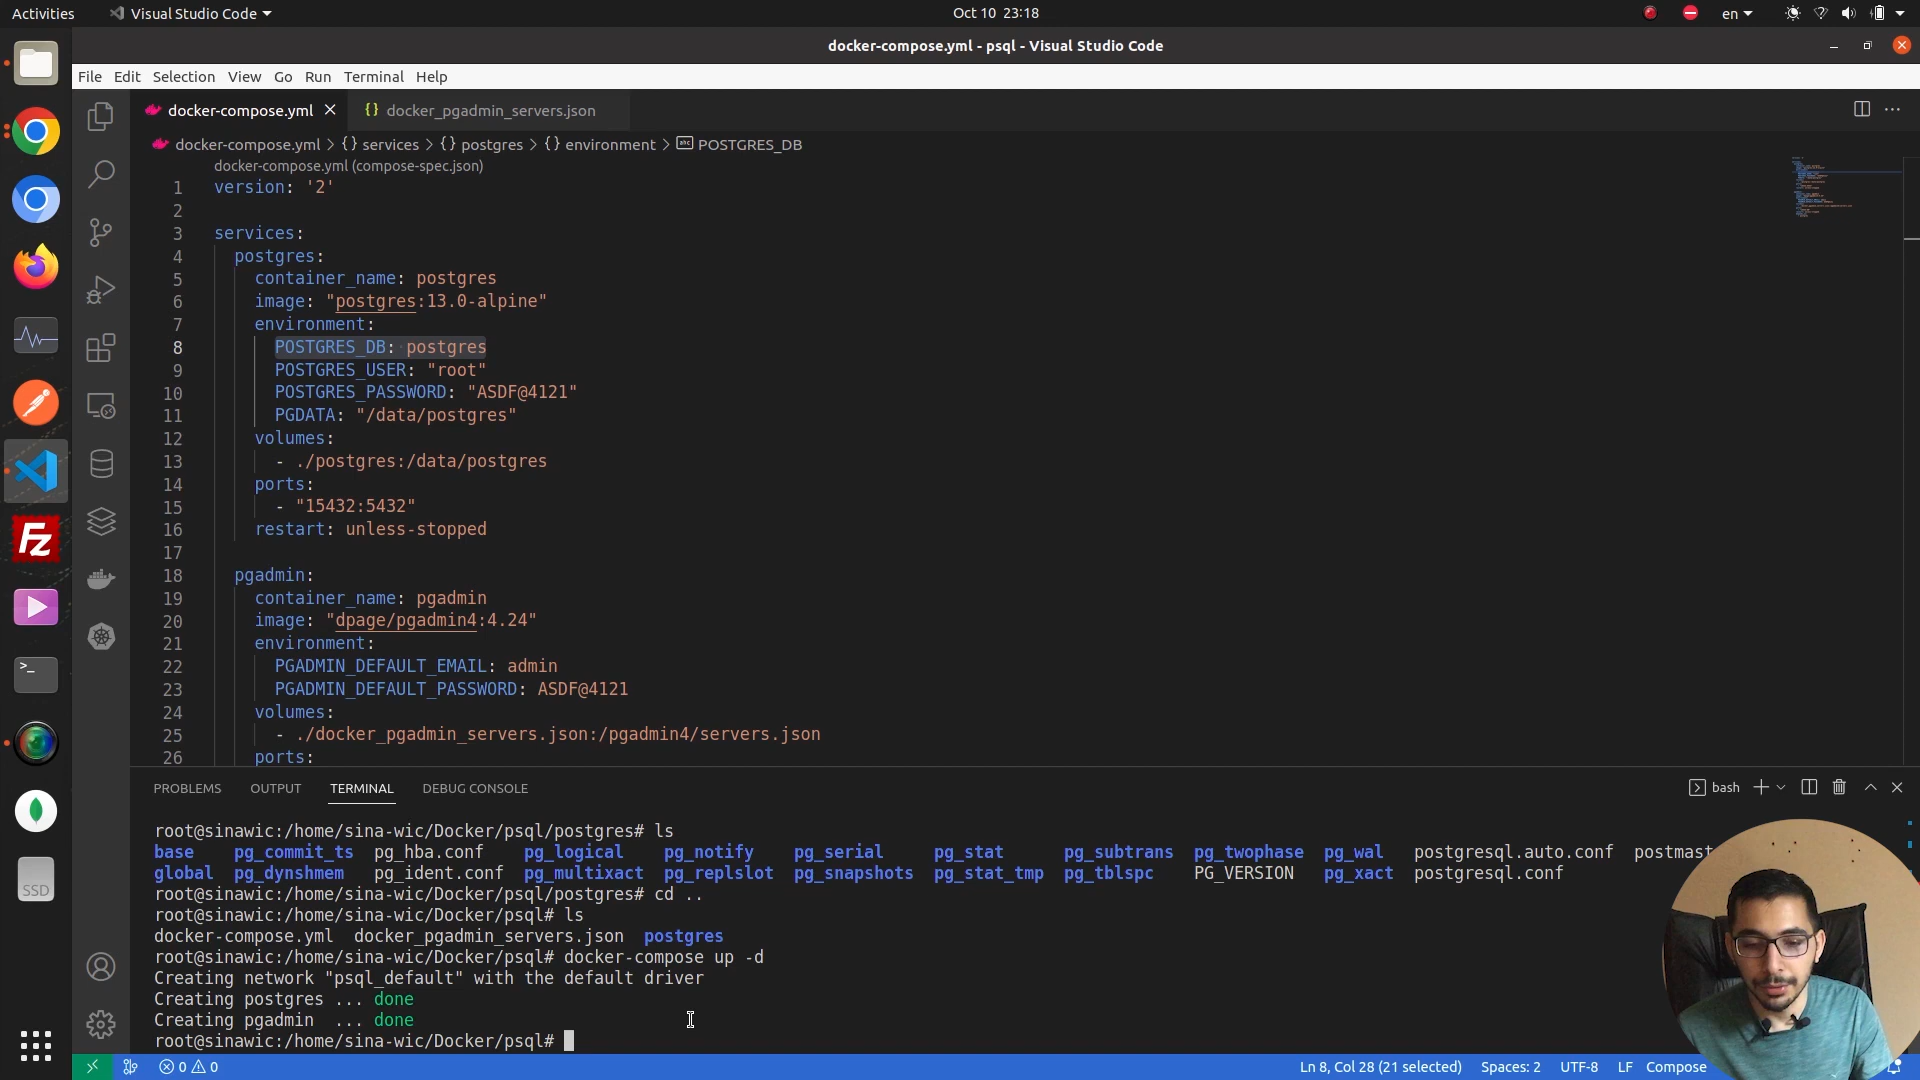 Activities
Visual Studio Code
Oct 10 23:18
en
docker-compose.yml - psql - Visual Studio Code
File Edit Selection View Go Run Terminal Help
docker-compose.yml
{} docker_pgadmin_servers.json
docker-compose.yml > {} services > {} postgres > {} environment > abc POSTGRES_DB
docker-compose.yml (compose-spec.json)
1 version: '2'
2
3 services:
4 postgres:
5 container_name: postgres
6 image: "postgres:13.0-alpine"
7 environment:
8 POSTGRES_DB: postgres
9 POSTGRES_USER: "root"
10 POSTGRES_PASSWORD: "ASDF@4121"
11 PGDATA: "/data/postgres"
12 volumes:
13 - ./postgres:/data/postgres
14 ports:
15 - "15432:5432"
16 restart: unless-stopped
17
18 pgadmin:
19 container_name: pgadmin
20 image: "dpage/pgadmin4:4.24"
21 environment:
22 PGADMIN_DEFAULT_EMAIL: admin
23 PGADMIN_DEFAULT_PASSWORD: ASDF@4121
24 volumes:
25 - ./docker_pgadmin_servers.json:/pgadmin4/servers.json
26 ports:
PROBLEMS OUTPUT TERMINAL DEBUG CONSOLE
bash
root@sinawic:/home/sina-wic/Docker/psql/postgres# ls
base pg_commit_ts pg_hba.conf pg_logical pg_notify pg_serial pg_stat pg_subtrans pg_twophase pg_wal postgresql.auto.conf postmast
global pg_dynshmem pg_ident.conf pg_multixact pg_replslot pg_snapshots pg_stat_tmp pg_tblspc PG_VERSION pg_xact postgresql.conf
root@sinawic:/home/sina-wic/Docker/psql/postgres# cd ..
root@sinawic:/home/sina-wic/Docker/psql# ls
docker-compose.yml docker_pgadmin_servers.json postgres
root@sinawic:/home/sina-wic/Docker/psql# docker-compose up -d
Creating network "psql_default" with the default driver
Creating postgres ... done
Creating pgadmin ... done
root@sinawic:/home/sina-wic/Docker/psql#
0 0
Ln 8, Col 28 (21 selected) Spaces: 2 UTF-8 LF Compose
Fz
SSD